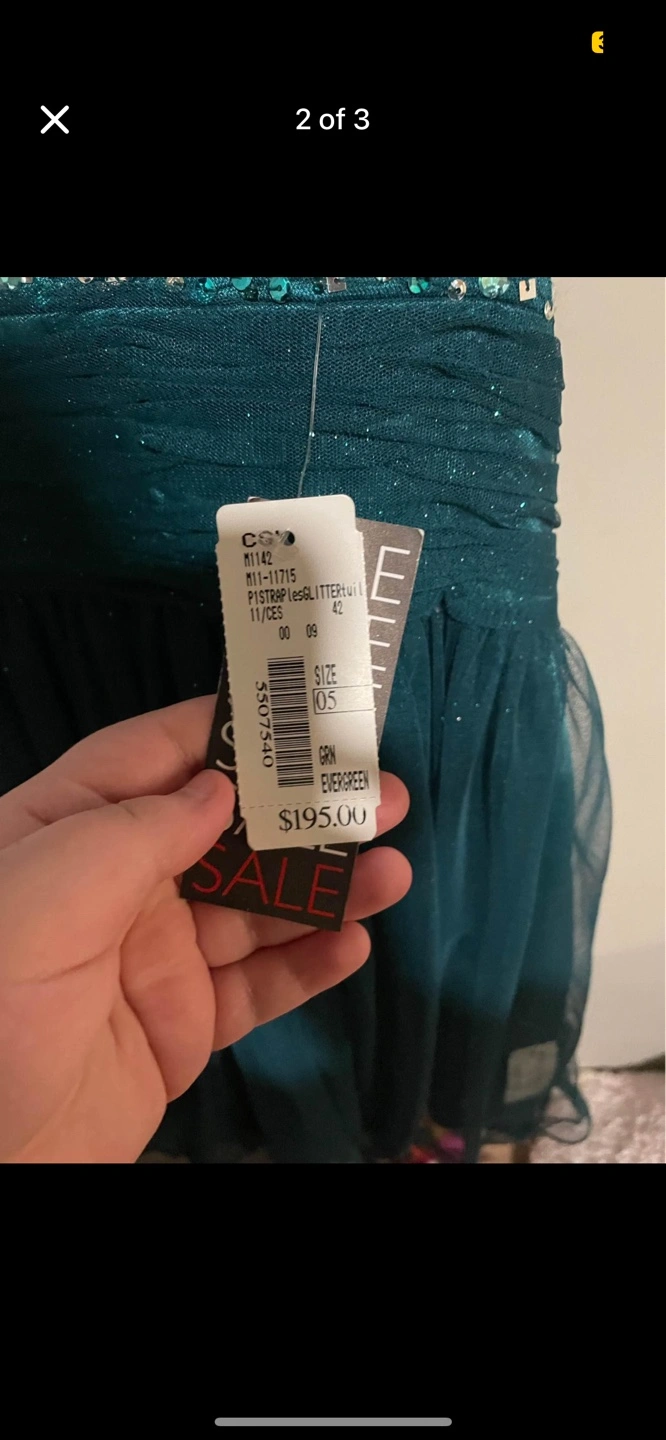 2 of 3
M1142
M11-11715
P1STRAPlesGLITTERtull
11/CES 42
00 09
SIZE
05
5507540
GRN
EVERGREEN
$195.00
SALE